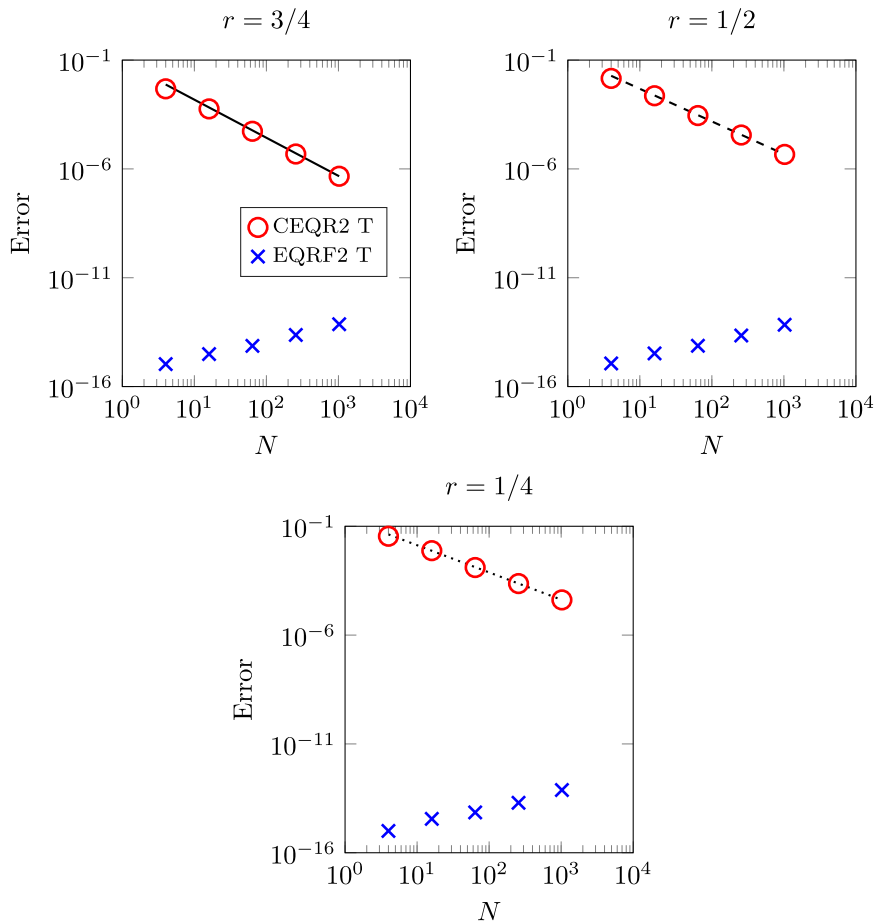 r = 3/4
r = 1/2
10^{-1}
10^{-6}
10^{-11}
10^{-16}
Error
CEQR2 T
EQRF2 T
10^0 10^1 10^2 10^3 10^4
N
10^{-1}
10^{-6}
10^{-11}
10^{-16}
Error
10^0 10^1 10^2 10^3 10^4
N
r = 1/4
10^{-1}
10^{-6}
10^{-11}
10^{-16}
Error
10^0 10^1 10^2 10^3 10^4
N